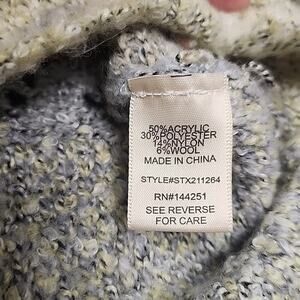 50%ACRYLIC
30%POLYESTER
14%NYLON
6%WOOL
MADE IN CHINA
STYLE#STX211264
RN#144251
SEE REVERSE
FOR CARE